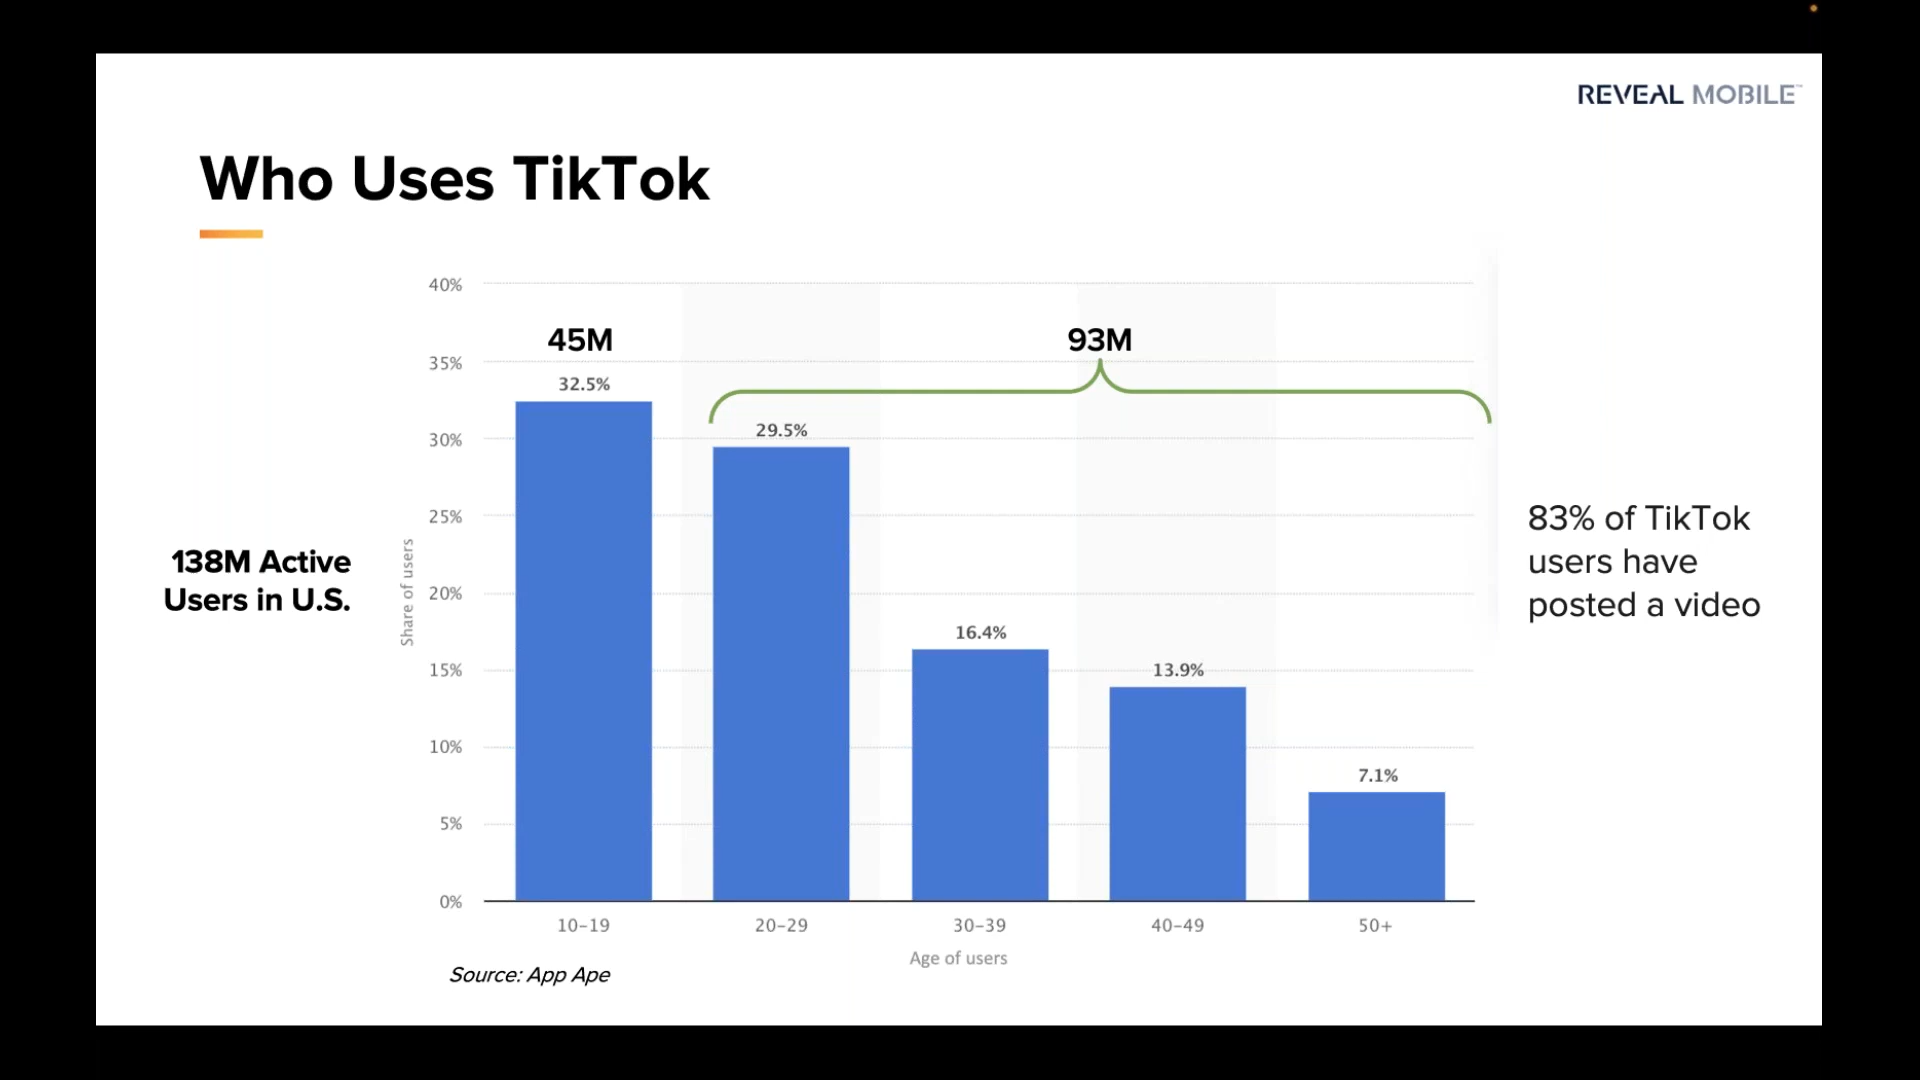 REVEAL MOBILE™
Who Uses TikTok
40%
35%
30%
25%
20%
15%
10%
5%
0%
Share of users
45M
93M
32.5%
29.5%
16.4%
13.9%
7.1%
10–19
20–29
30–39
40–49
50+
Age of users
138M Active
Users in U.S.
83% of TikTok
users have
posted a video
Source: App Ape